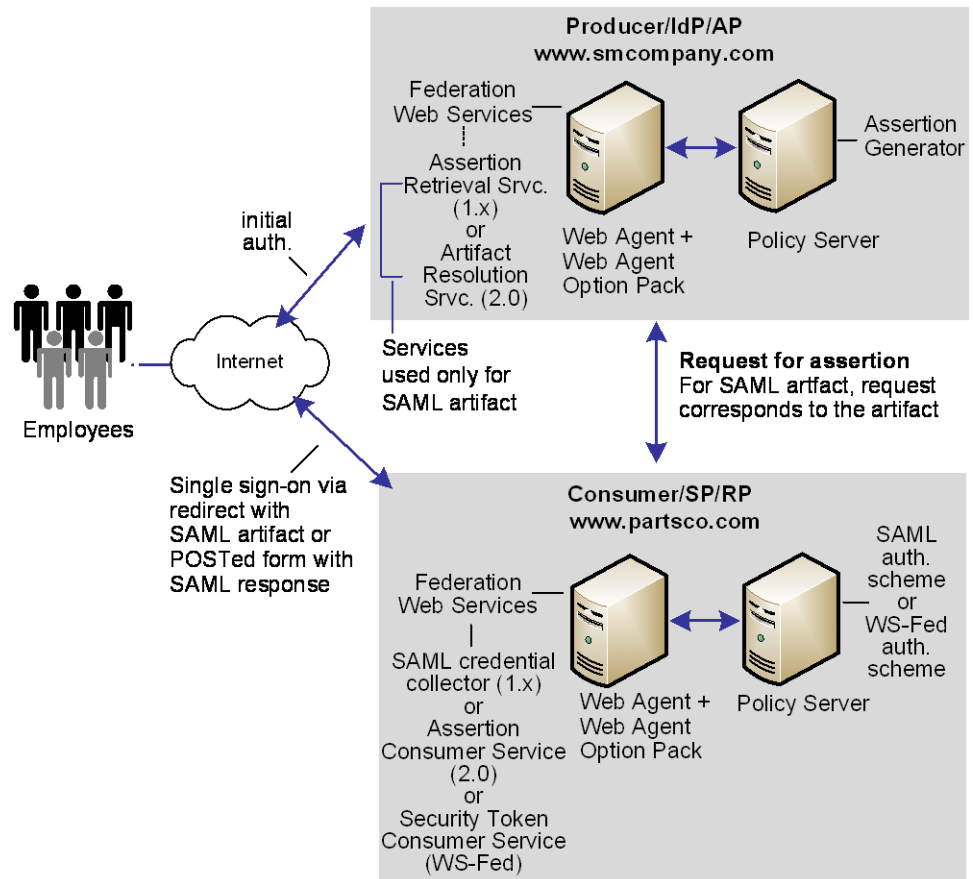 Producer/IdP/AP
www.smcompany.com
Federation
Web Services
Assertion
Retrieval Srvc.
(1.x)
or
Artifact
Resolution
Srvc. (2.0)
Web Agent +
Web Agent
Option Pack
Policy Server
Assertion
Generator
initial
auth.
Internet
Employees
Services
used only for
SAML artifact
Request for assertion
For SAML artfact, request
corresponds to the artifact
Single sign-on via
redirect with
SAML artifact or
POSTed form with
SAML response
Consumer/SP/RP
www.partsco.com
Federation
Web Services
SAML credential
collector (1.x)
or
Assertion
Consumer Service
(2.0)
or
Security Token
Consumer Service
(WS-Fed)
Web Agent +
Web Agent
Option Pack
Policy Server
SAML
auth.
scheme
or
WS-Fed
auth.
scheme